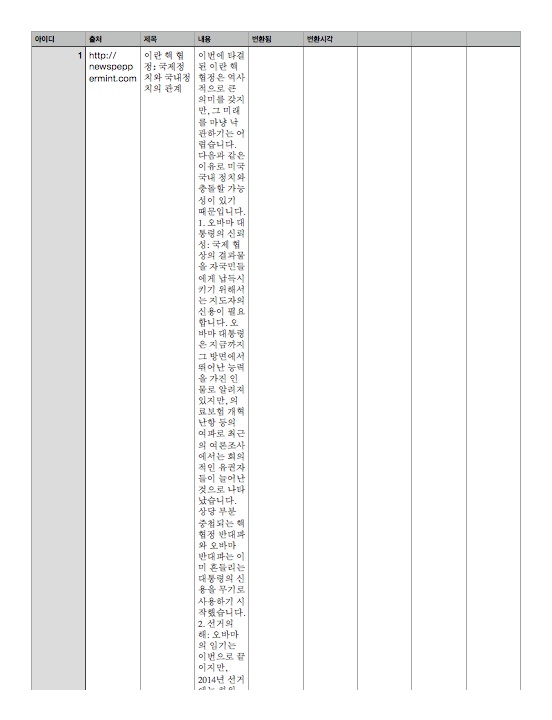 아이디 출처 제목 내용 변환됨 변환시각
1 http:// 이란 핵 협 이번에 타결
newspepp 정: 국제정 된 이란 핵
ermint.com 치와 국내정 협정은 역사
치의 관계 적으로 큰
의미를 갖지
만, 그 미래
를 마냥 낙
관하기는 어
렵습니다.
다음과 같은
이유로 미국
국내 정치와
충돌할 가능
성이 있기
때문입니다.
1. 오바마 대
통령의 신뢰
성: 국제 협
상의 결과물
을 자국민들
에게 납득시
키기 위해서
는 지도자의
신용이 필요
합니다. 오
바마 대통령
은 지금까지
그 방면에서
뛰어난 능력
을 가진 인
물로 알려져
있지만, 의
료보험 개혁
난항 등의
여파로 최근
의 여론조사
에서는 회의
적인 유권자
들이 늘어난
것으로 나타
났습니다.
상당 부분
중첩되는 핵
협정 반대파
와 오바마
반대파는 이
미 흔들리는
대통령의 신
용을 무기로
사용하기 시
작했습니다.
2. 선거의
해: 오바마
의 임기는
이번으로 끝
이지만,
2014년 선거